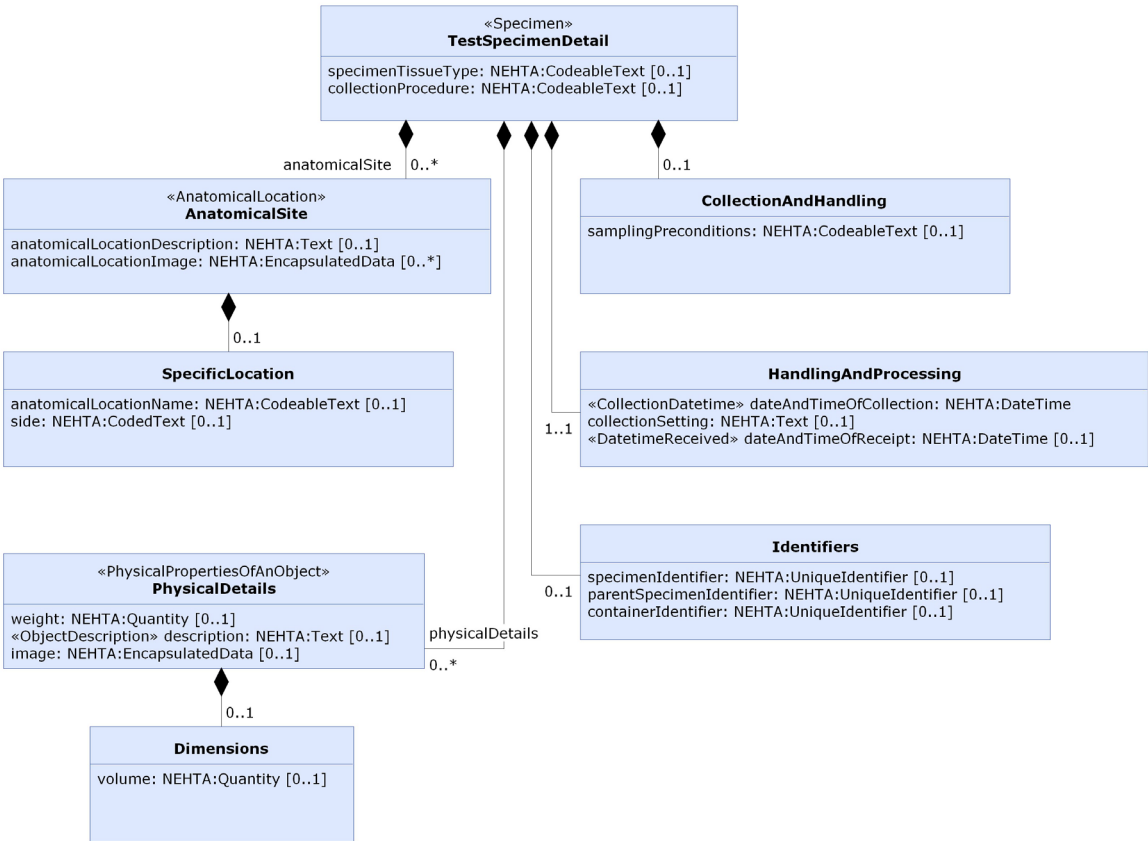 «Specimen»
TestSpecimenDetail
specimenTissueType: NEHTA:CodeableText [0..1]
collectionProcedure: NEHTA:CodeableText [0..1]
anatomicalSite
0..*
0..1
«AnatomicalLocation»
AnatomicalSite
anatomicalLocationDescription: NEHTA:Text [0..1]
anatomicalLocationImage: NEHTA:EncapsulatedData [0..*]
CollectionAndHandling
samplingPreconditions: NEHTA:CodeableText [0..1]
0..1
SpecificLocation
anatomicalLocationName: NEHTA:CodeableText [0..1]
side: NEHTA:CodedText [0..1]
HandlingAndProcessing
«CollectionDatetime» dateAndTimeOfCollection: NEHTA:DateTime
collectionSetting: NEHTA:Text [0..1]
«DatetimeReceived» dateAndTimeOfReceipt: NEHTA:DateTime [0..1]
1..1
Identifiers
specimenIdentifier: NEHTA:UniqueIdentifier [0..1]
parentSpecimenIdentifier: NEHTA:UniqueIdentifier [0..1]
containerIdentifier: NEHTA:UniqueIdentifier [0..1]
0..1
«PhysicalPropertiesOfAnObject»
PhysicalDetails
weight: NEHTA:Quantity [0..1]
«ObjectDescription» description: NEHTA:Text [0..1]
image: NEHTA:EncapsulatedData [0..1]
physicalDetails
0..*
0..1
Dimensions
volume: NEHTA:Quantity [0..1]